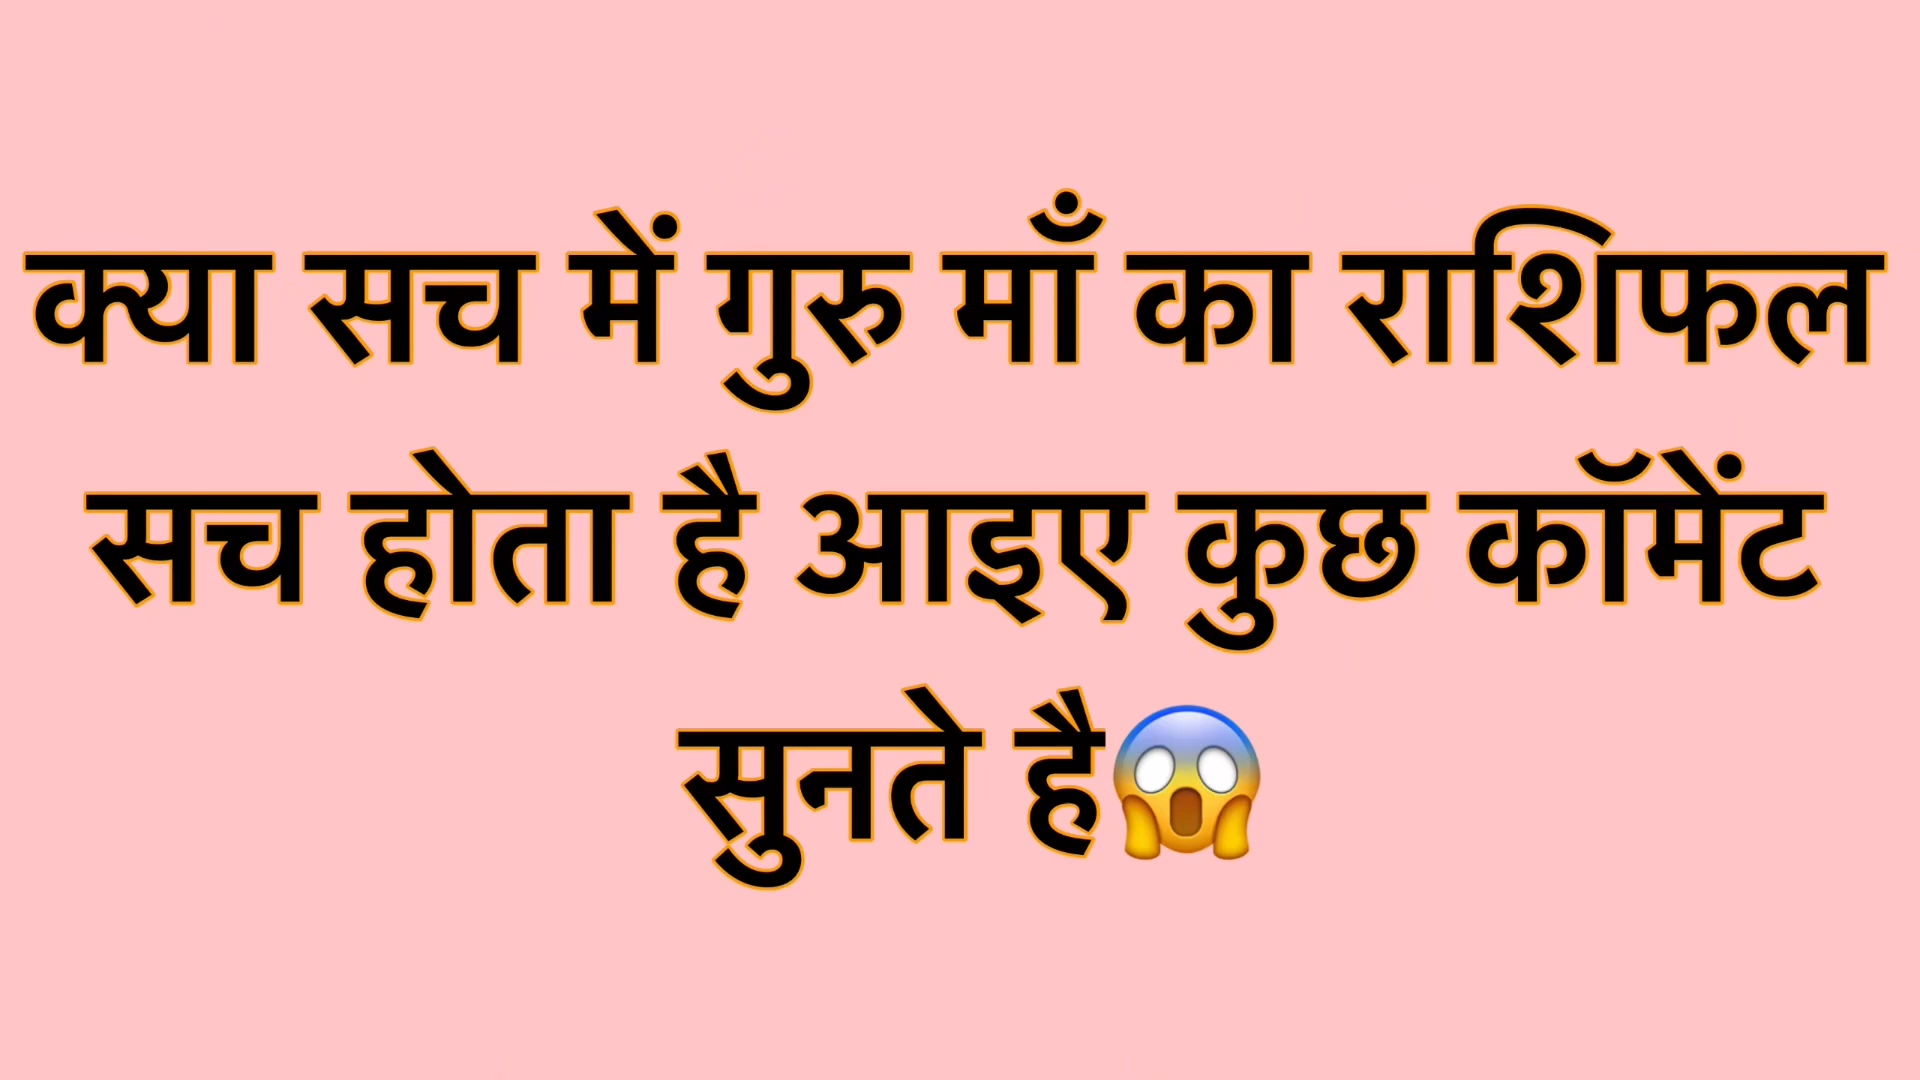 क्या सच में गुरु माँ का राशिफल
सच होता है आइए कुछ कॉमेंट
सुनते है😱